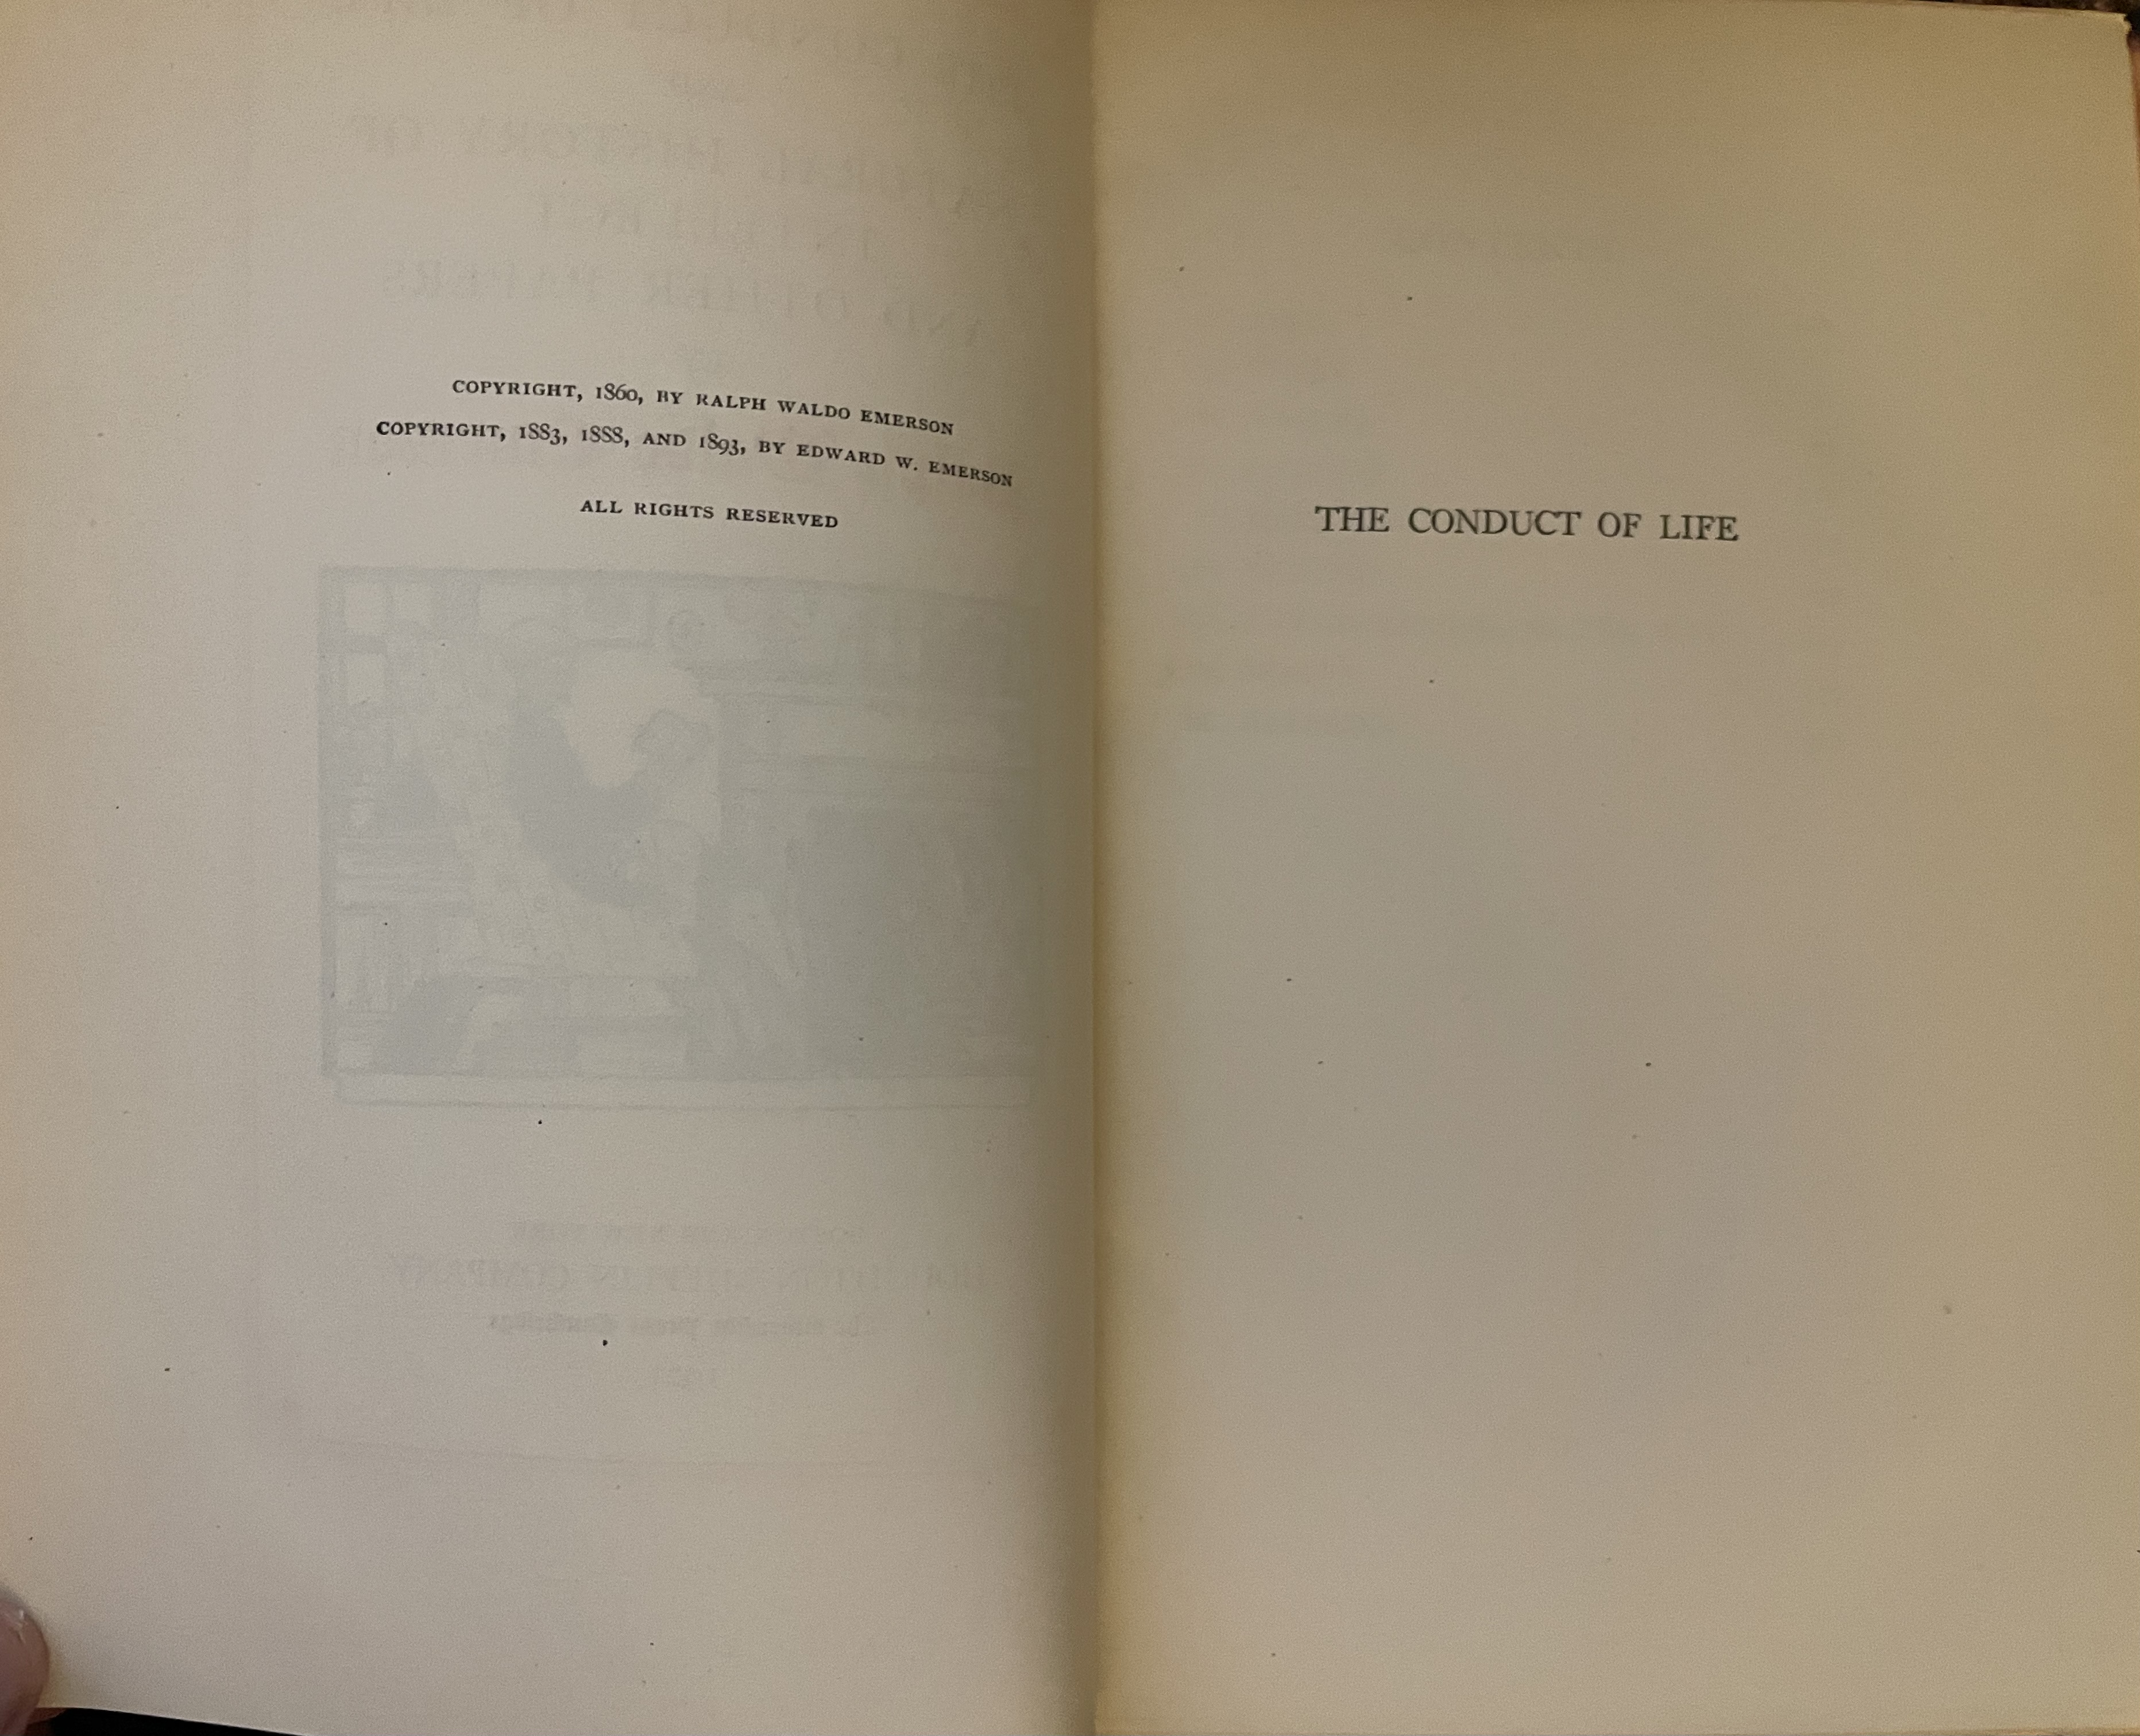 COPYRIGHT, 1860, BY RALPH WALDO EMERSON
COPYRIGHT, 1883, 1888, AND 1893, BY EDWARD W. EMERSON
ALL RIGHTS RESERVED
THE CONDUCT OF LIFE